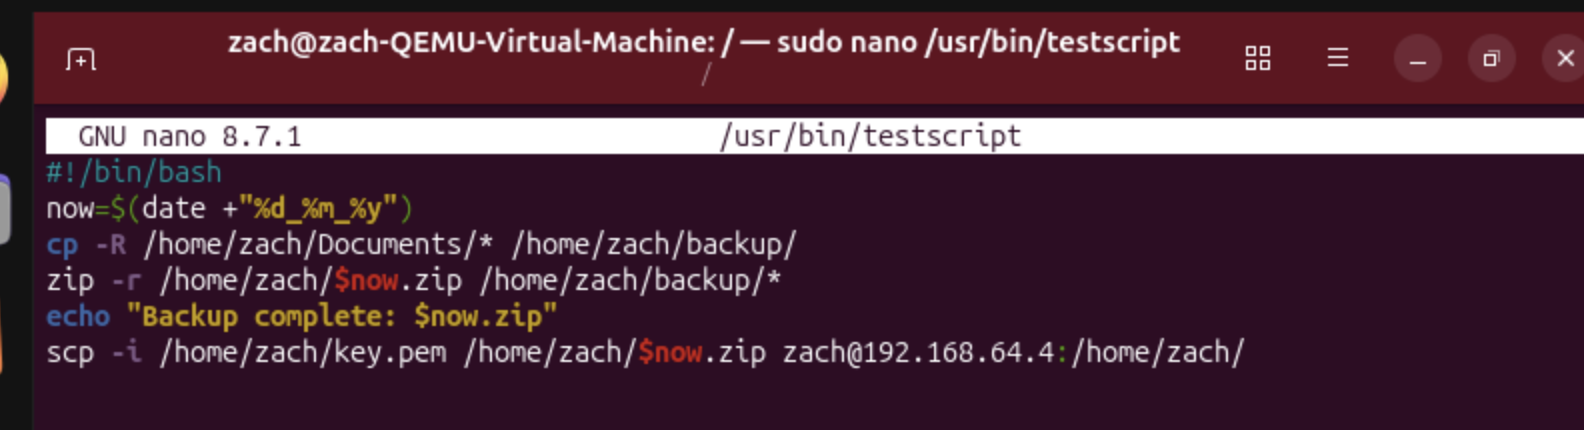 zach@zach-QEMU-Virtual-Machine: / — sudo nano /usr/bin/testscript
/
GNU nano 8.7.1 /usr/bin/testscript
#!/bin/bash
now=$(date +"%d_%m_%y")
cp -R /home/zach/Documents/* /home/zach/backup/
zip -r /home/zach/$now.zip /home/zach/backup/*
echo "Backup complete: $now.zip"
scp -i /home/zach/key.pem /home/zach/$now.zip zach@192.168.64.4:/home/zach/